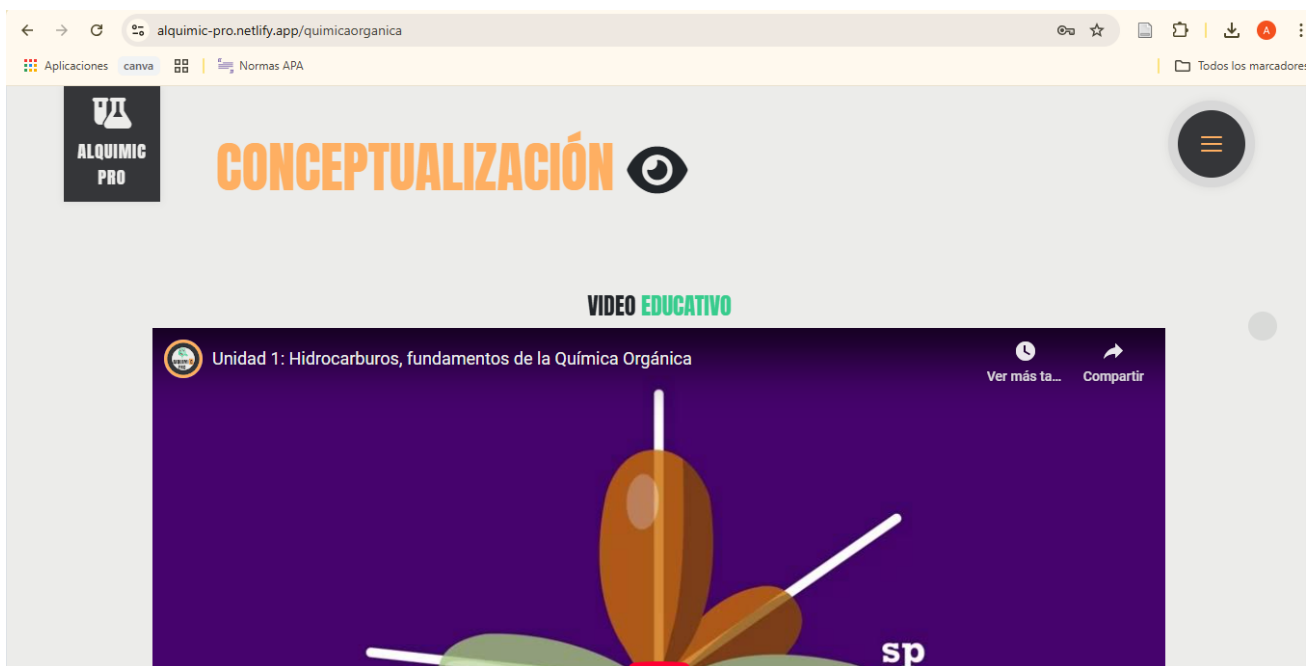 alquimic-pro.netlify.app/quimicaorganica
A
Aplicaciones canva Normas APA Todos los marcadores
ALQUIMIC
PRO
CONCEPTUALIZACIÓN
VIDEO EDUCATIVO
Unidad 1: Hidrocarburos, fundamentos de la Química Orgánica
Ver más ta... Compartir
sp